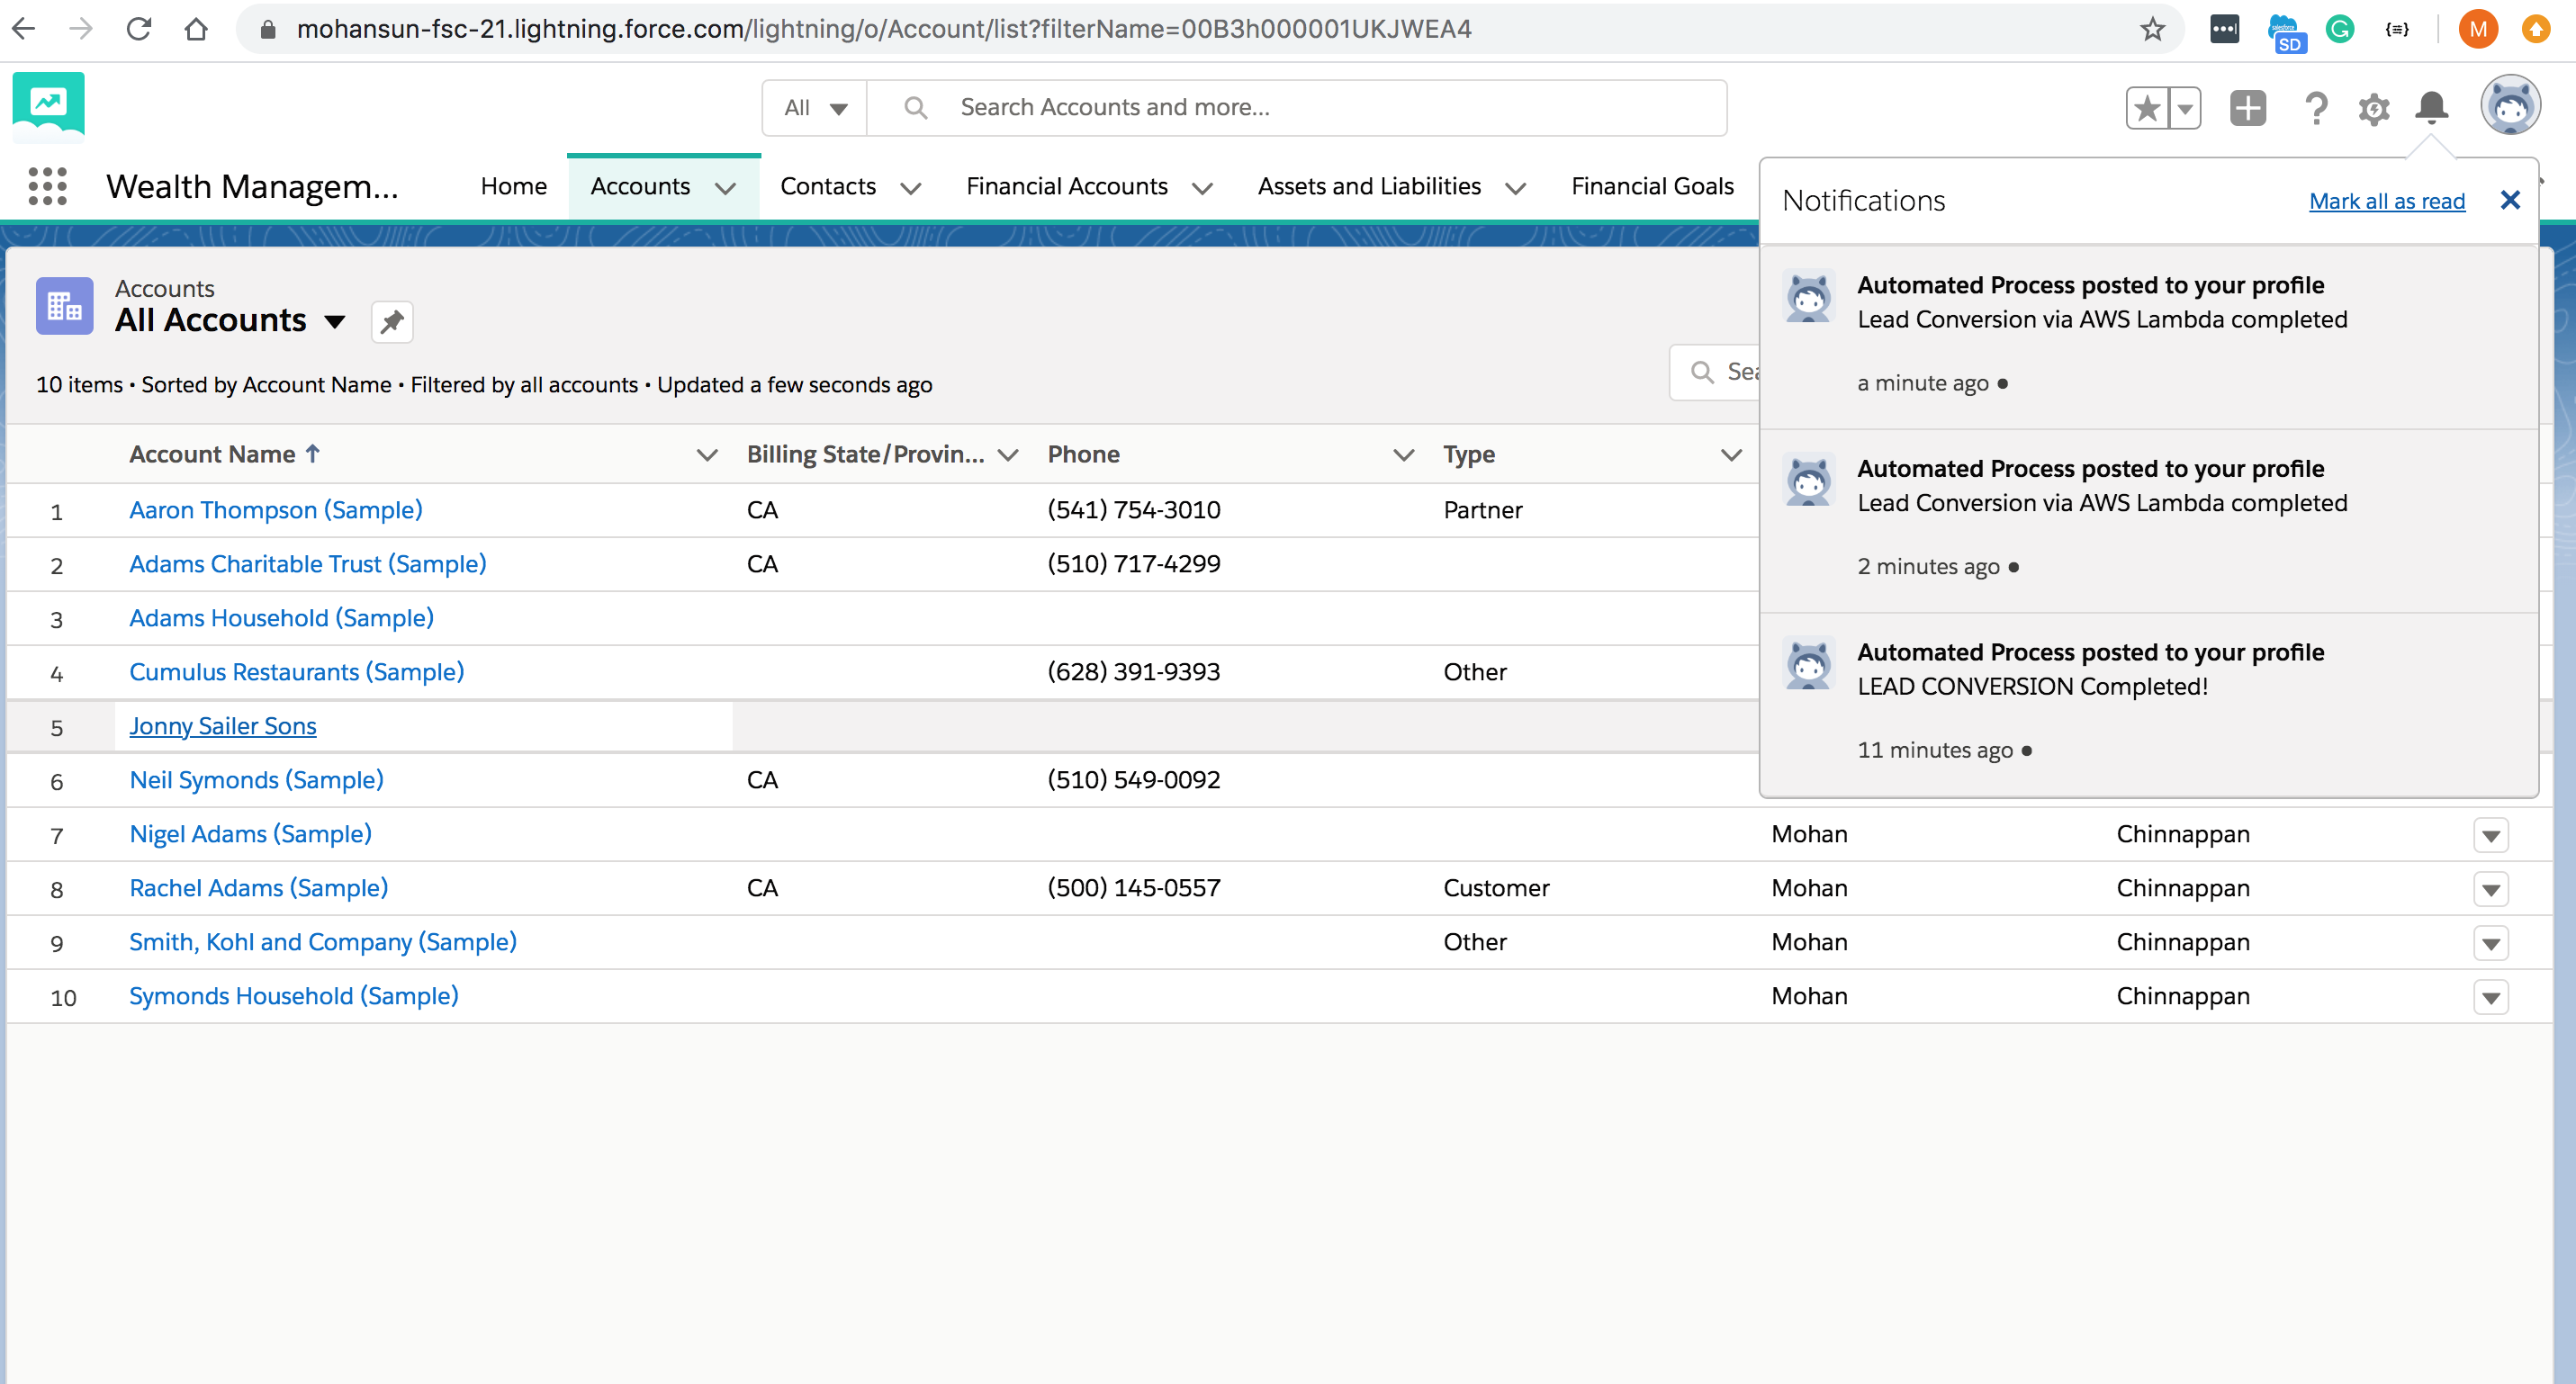 mohansun-fsc-21.lightning.force.com/lightning/o/Account/list?filterName=00B3h000001UKJWEA4
SD
M
All
Search Accounts and more...
Wealth Managem...
Home
Accounts
Contacts
Financial Accounts
Assets and Liabilities
Financial Goals
Notifications
Mark all as read
Automated Process posted to your profile
Lead Conversion via AWS Lambda completed
a minute ago •
Automated Process posted to your profile
Lead Conversion via AWS Lambda completed
2 minutes ago •
Automated Process posted to your profile
LEAD CONVERSION Completed!
11 minutes ago •
Accounts
All Accounts
10 items • Sorted by Account Name • Filtered by all accounts • Updated a few seconds ago
Account Name Billing State/Provin... Phone Type
1 Aaron Thompson (Sample) CA (541) 754-3010 Partner
2 Adams Charitable Trust (Sample) CA (510) 717-4299
3 Adams Household (Sample)
4 Cumulus Restaurants (Sample) (628) 391-9393 Other
5 Jonny Sailer Sons
6 Neil Symonds (Sample) CA (510) 549-0092
7 Nigel Adams (Sample) Mohan Chinnappan
8 Rachel Adams (Sample) CA (500) 145-0557 Customer Mohan Chinnappan
9 Smith, Kohl and Company (Sample) Other Mohan Chinnappan
10 Symonds Household (Sample) Mohan Chinnappan